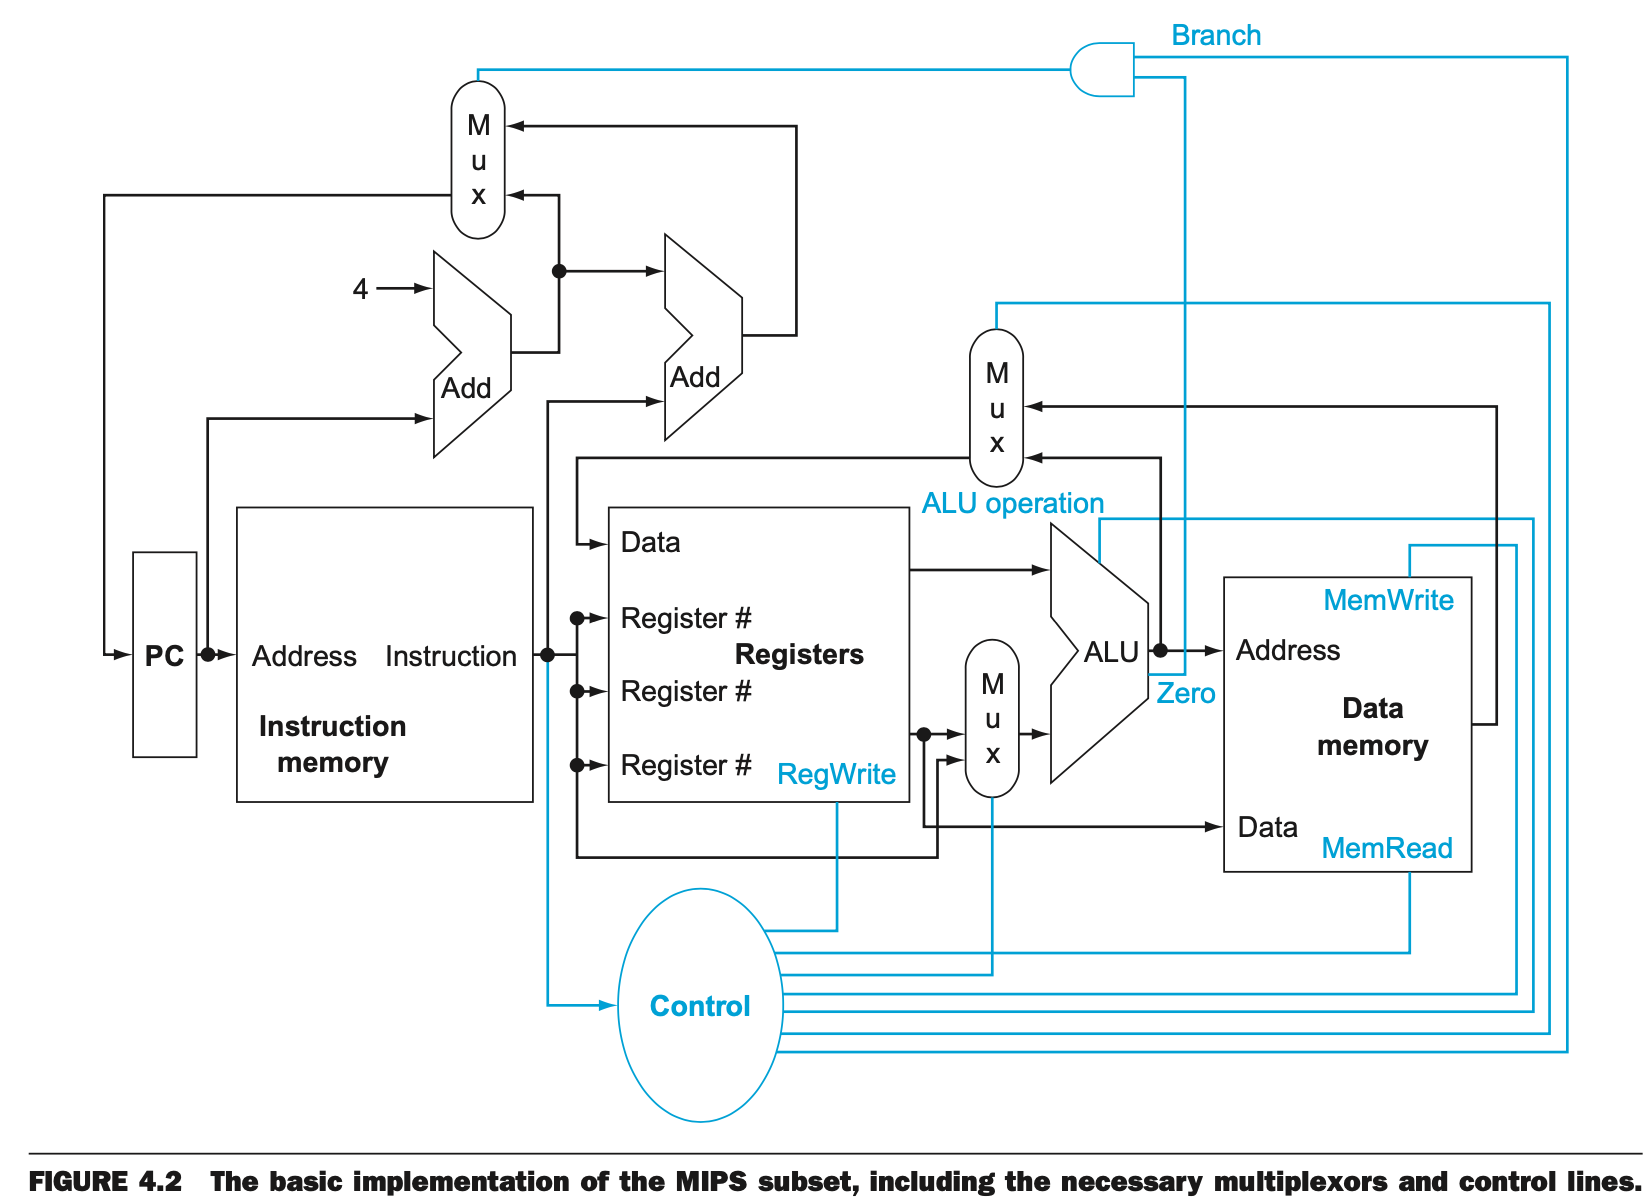 Branch
M
u
x
4
Add
Add
M
u
x
ALU operation
Data
Register #
Registers
Register #
Register #
RegWrite
PC
Address
Instruction
Instruction
memory
M
u
x
ALU
Zero
MemWrite
Address
Data
memory
Data
MemRead
Control
FIGURE 4.2 The basic implementation of the MIPS subset, including the necessary multiplexors and control lines.